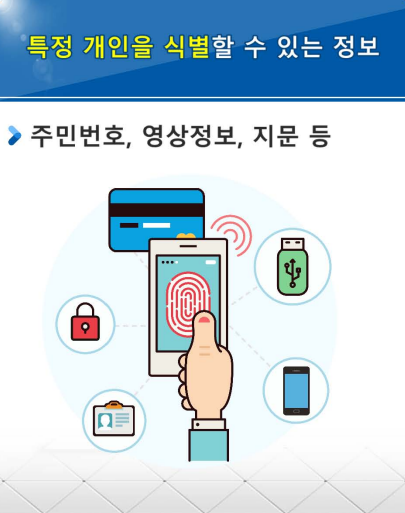 특정 개인을 식별할 수 있는 정보
주민번호, 영상정보, 지문 등